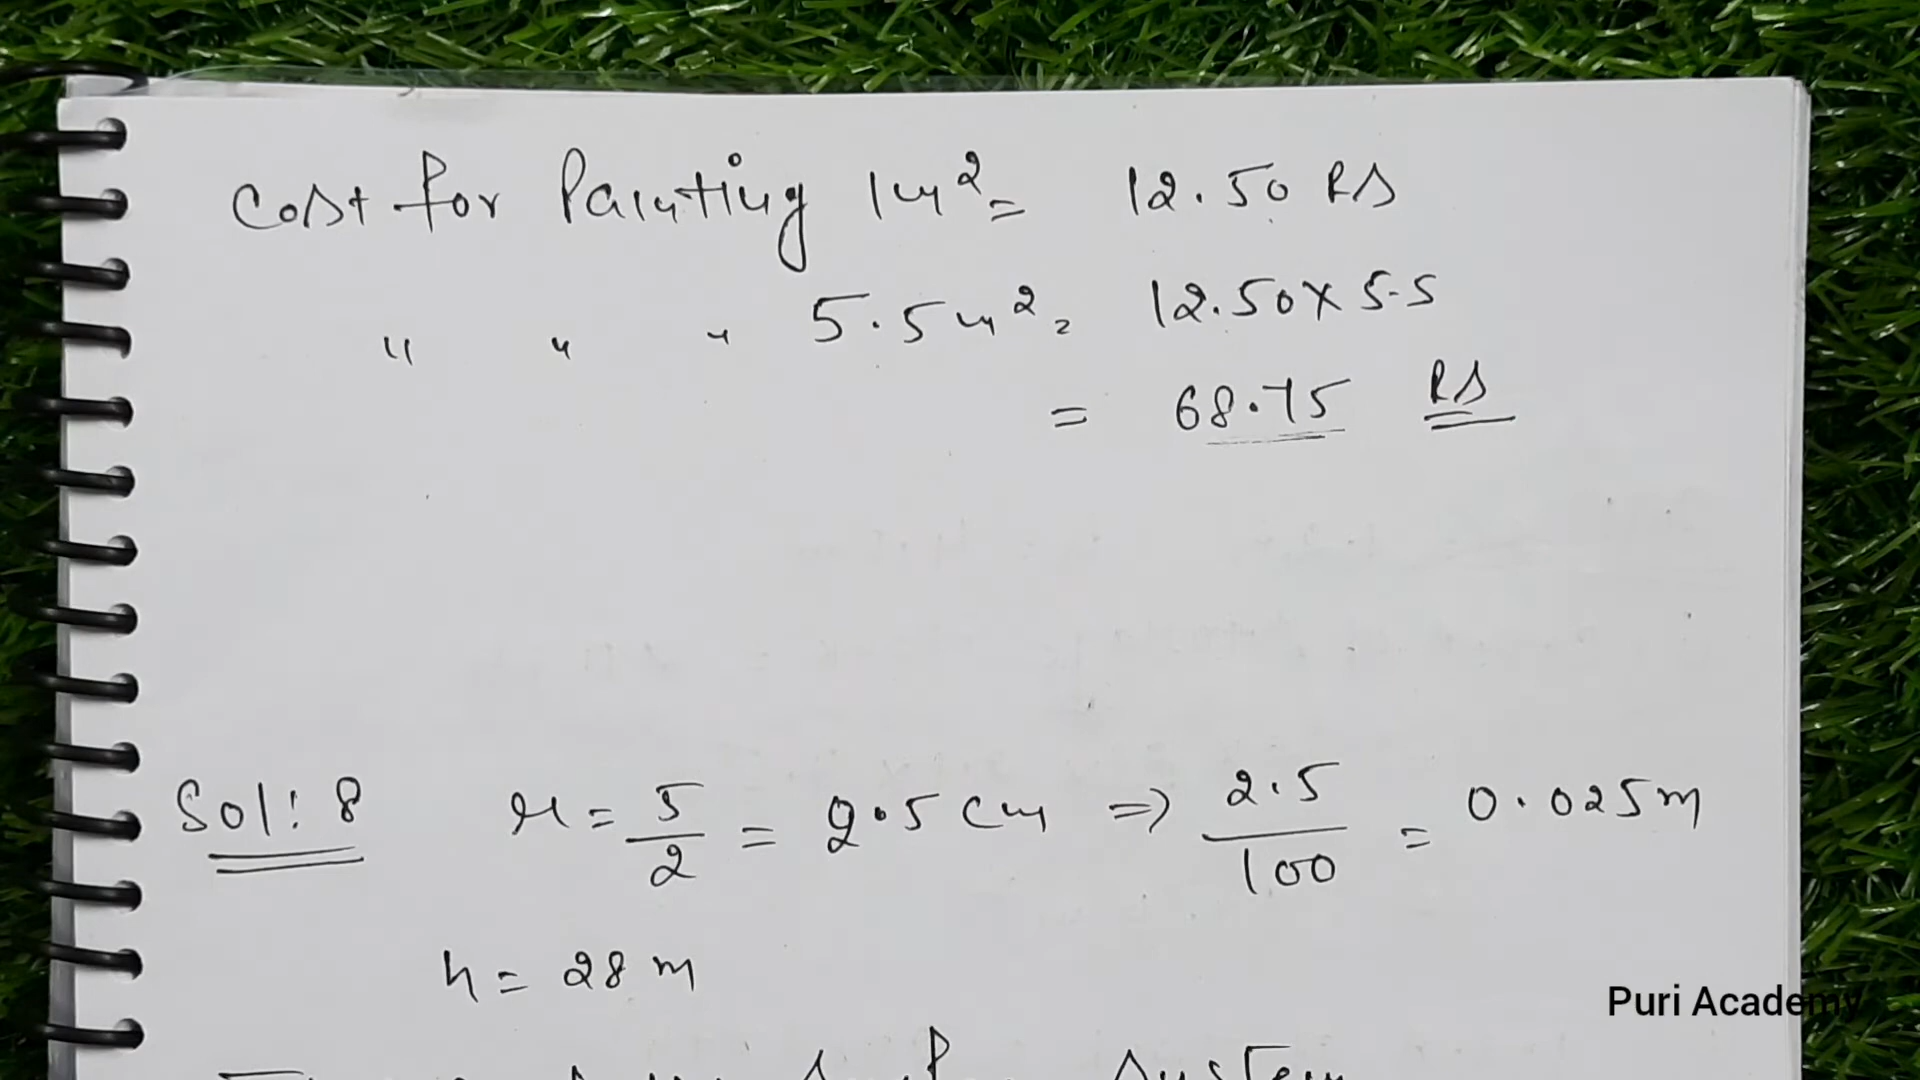 Cost for Painting 1m² = 12.50 RS
" " " 5.5m² = 12.50 X 5.5
= 68.75 RS
Sol: 8 r = 5/2 = 2.5 cm => 2.5/100 = 0.025m
h = 28 m
Puri Academy